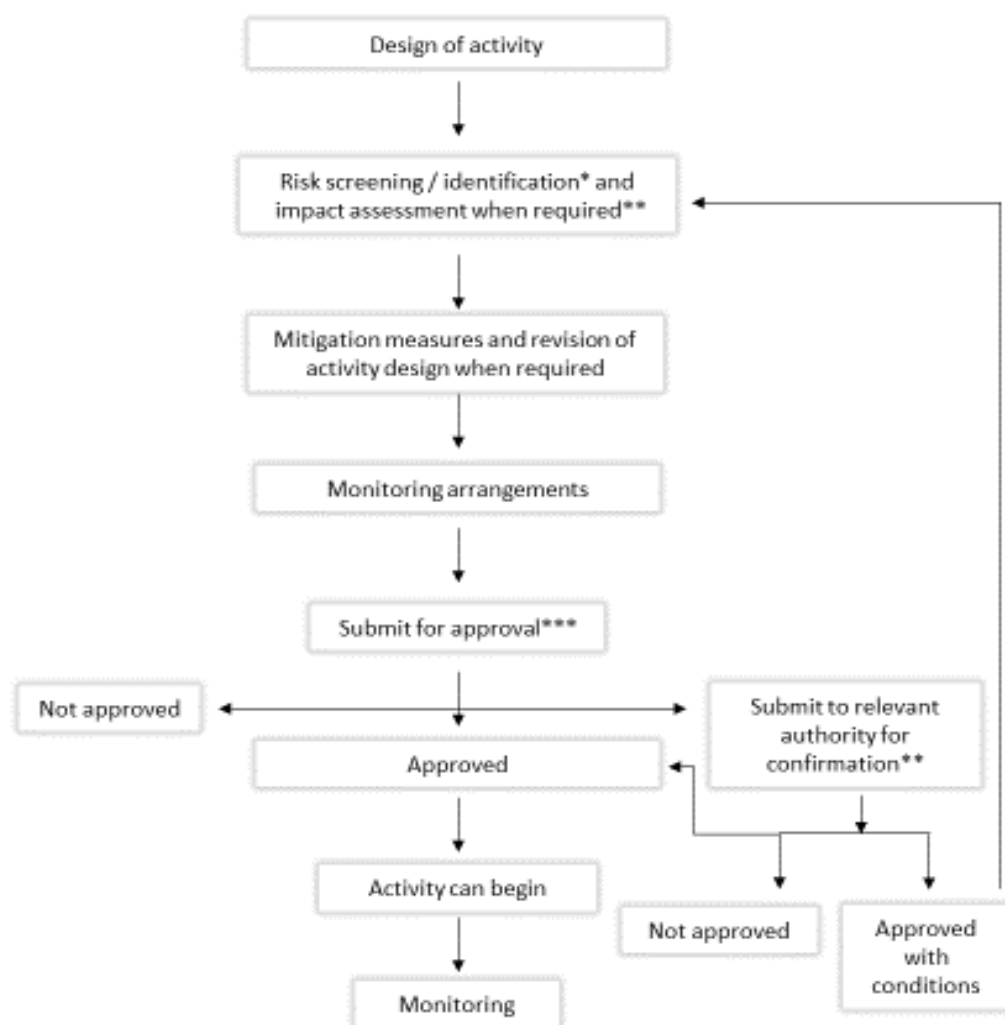 Design of activity
Risk screening / identification* and
impact assessment when required**
Mitigation measures and revision of
activity design when required
Monitoring arrangements
Submit for approval***
Not approved
Submit to relevant
authority for
confirmation**
Approved
Activity can begin
Not approved
Approved
with
conditions
Monitoring